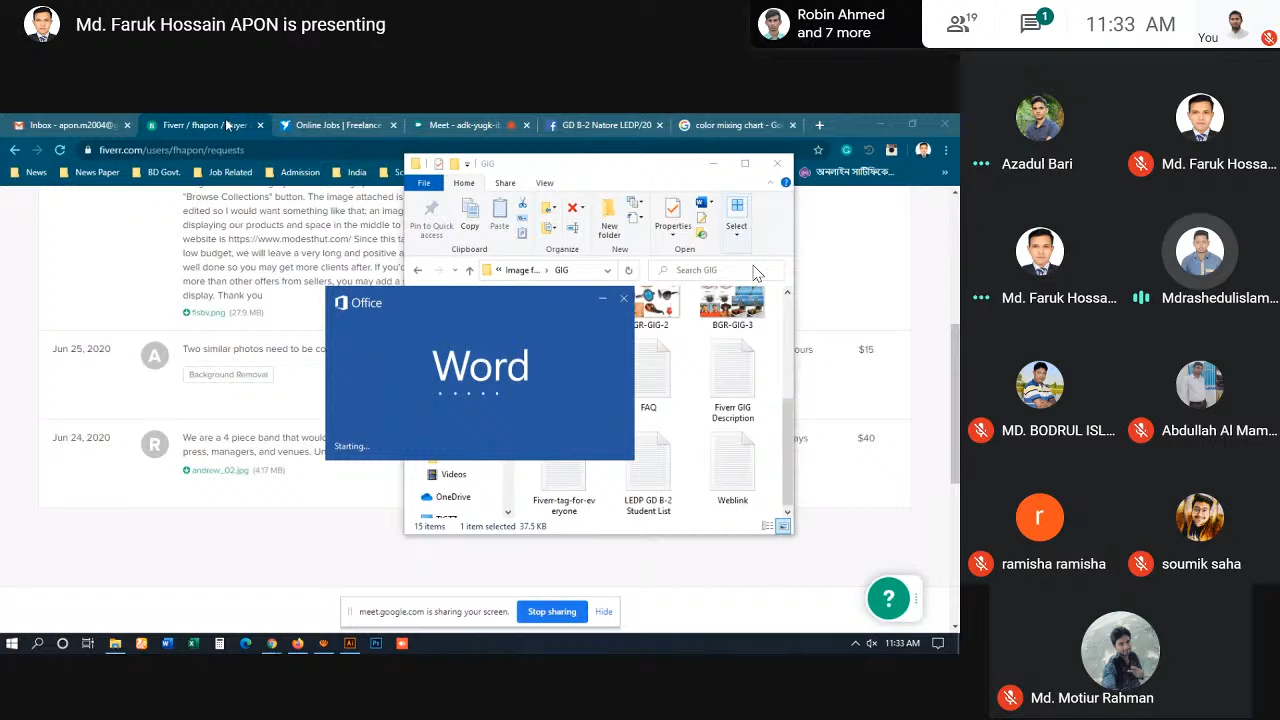 Md. Faruk Hossain APON is presenting
Robin Ahmed
and 7 more
19
1
11:33 AM
You
Inbox - apon.m2004@g
Fiverr / fhapon /
Online Jobs | Freelance
Meet - adk-yugk-it
GD B-2 Natore LEDP/20
color mixing chart - Go
fiverr.com/users/fhapon/requests
News
News Paper
BD Govt.
Job Related
Admission
India
অনলাইন
GIG
File
Home
Share
View
Pin to Quick
access
Copy
Paste
New
folder
Properties
Select
Clipboard
Organize
New
Open
Image f...
GIG
Search GIG
"Browse Collections" button. The image attached is
edited so I would want something like that; an imag
displaying our products and space in the middle to
website is https://www.modesthut.com/ Since this ta
low budget, we will leave a very long and positive a
well done so you may get more clients after. If you'd
more than other offers from sellers, you may add a
display. Thank you
fisbv.png (27.9 MB)
Jun 25, 2020
A
Two similar photos need to be co
ours
$15
Background Removal
Jun 24, 2020
R
We are a 4 piece band that would
press, managers, and venues. Un
ays
$40
andrew_02.jpg (4.17 MB)
Office
Word
Starting...
GR-GIG-2
BGR-GIG-3
FAQ
Fiverr GIG
Description
Videos
OneDrive
Fiverr-tag-for-ev
eryone
LEDP GD B-2
Student List
Weblink
15 items
1 item selected 37.5 KB
?
meet.google.com is sharing your screen.
Stop sharing
Hide
11:33 AM
Azadul Bari
Md. Faruk Hossa...
Md. Faruk Hossa...
Mdrashedulislam...
MD. BODRUL ISL...
Abdullah Al Mam...
r
ramisha ramisha
soumik saha
Md. Motiur Rahman